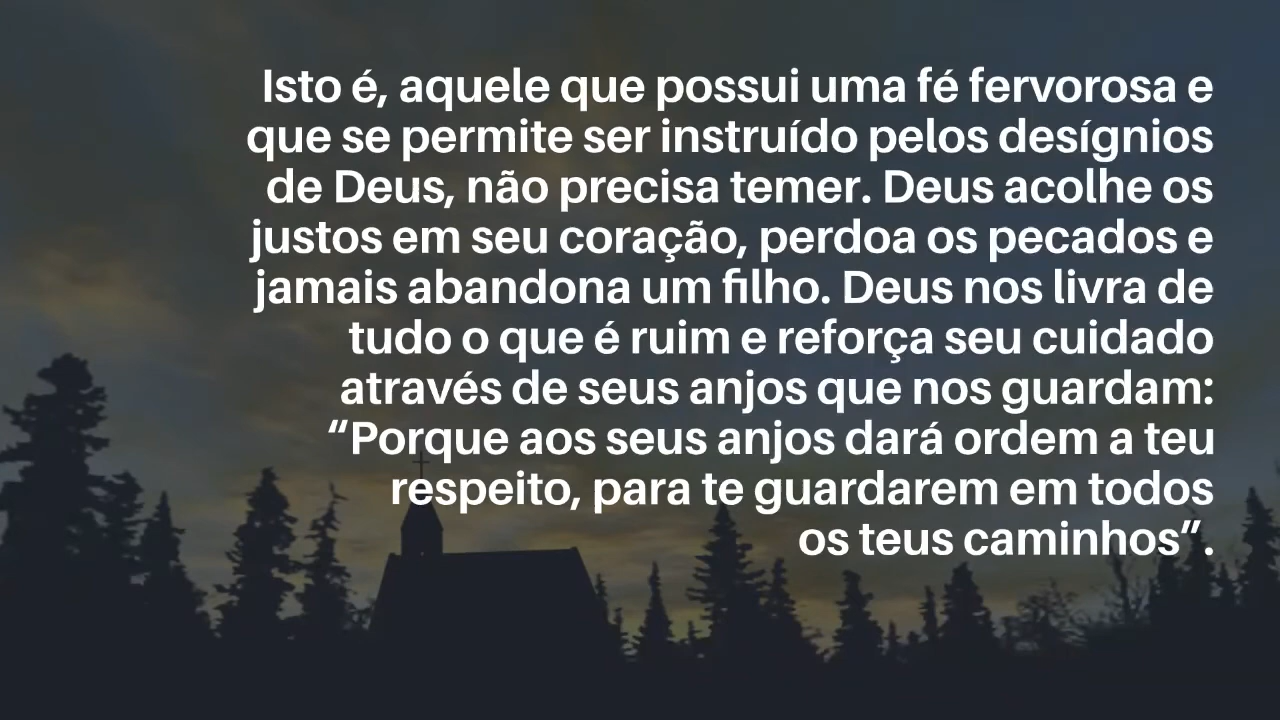 Isto é, aquele que possui uma fé fervorosa e
que se permite ser instruído pelos desígnios
de Deus, não precisa temer. Deus acolhe os
justos em seu coração, perdoa os pecados e
jamais abandona um filho. Deus nos livra de
tudo o que é ruim e reforça seu cuidado
através de seus anjos que nos guardam:
“Porque aos seus anjos dará ordem a teu
respeito, para te guardarem em todos
os teus caminhos”.